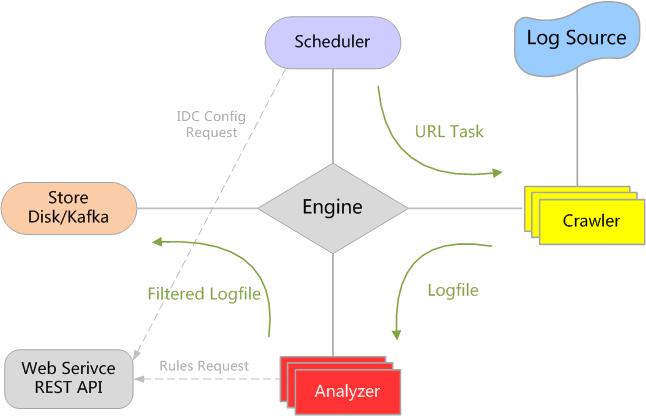 Scheduler
Log Source
IDC Config
Request
URL Task
Store
Disk/Kafka
Engine
Crawler
Filtered Logfile
Logfile
Web Serivce
REST API
Rules Request
Analyzer